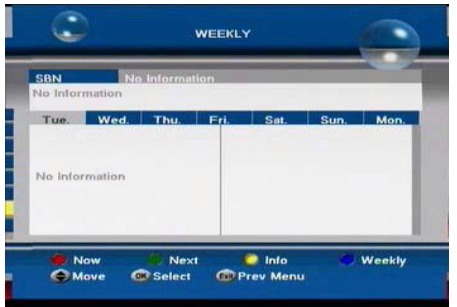 WEEKLY
SBN No Information
No Information
Tue. Wed. Thu. Fri. Sat. Sun. Mon.
No Information
Now Next Info Weekly
Move OK Select Exit Prev Menu